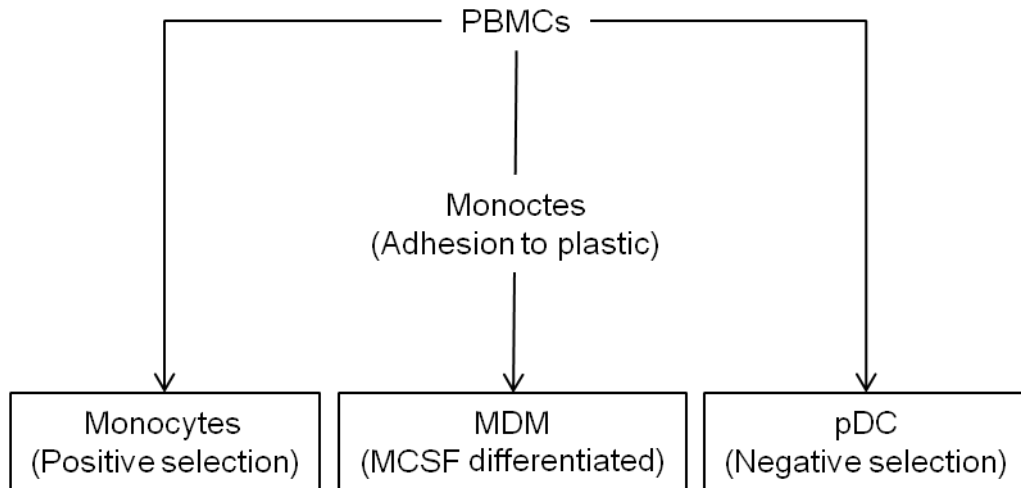 PBMCs
Monoctes
(Adhesion to plastic)
Monocytes
(Positive selection)
MDM
(MCSF differentiated)
pDC
(Negative selection)